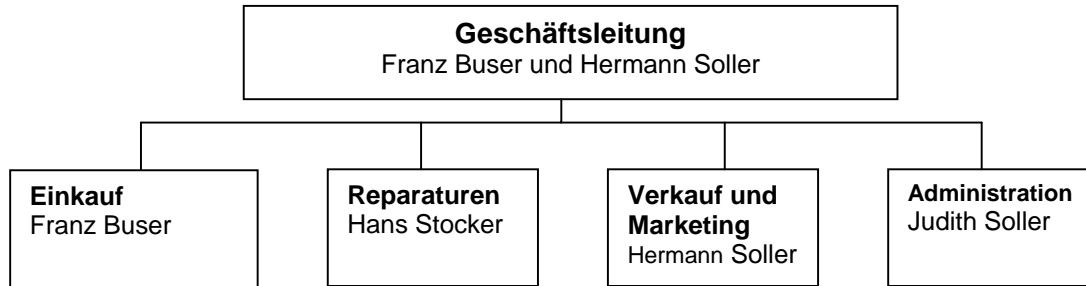 Geschäftsleitung
Franz Buser und Hermann Soller
Einkauf
Franz Buser
Reparaturen
Hans Stocker
Verkauf und
Marketing
Hermann Soller
Administration
Judith Soller